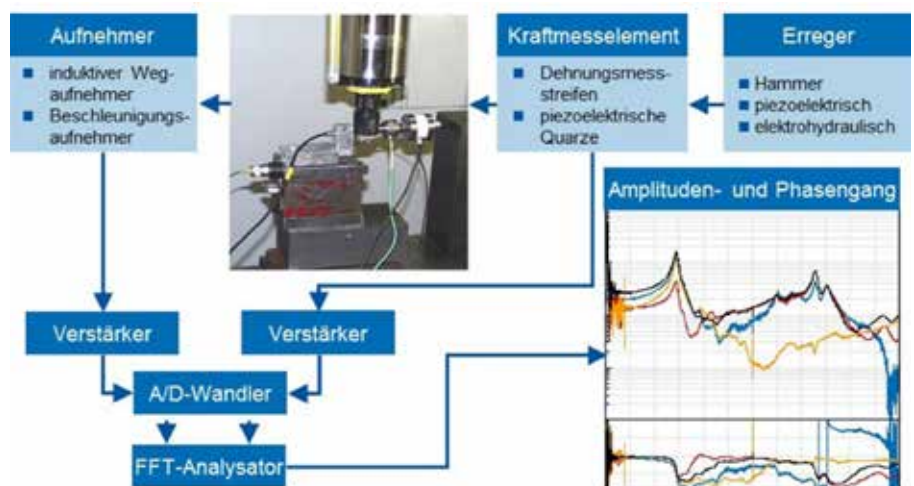 Aufnehmer
induktiver Weg-
aufnehmer
Beschleunigungs-
aufnehmer
Kraftmesselement
Dehnungsmess-
streifen
piezoelektrische
Quarze
Erreger
Hammer
piezoelektrisch
elektrohydraulisch
Amplituden- und Phasengang
Verstärker
Verstärker
A/D-Wandler
FFT-Analysator